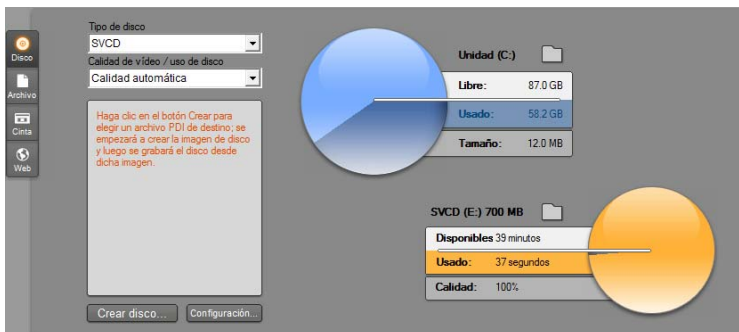 Disco
Archivo
Cinta
Web
Tipo de disco
SVCD
Calidad de vídeo / uso de disco
Calidad automática
Haga clic en el botón Crear para
elegir un archivo PDI de destino; se
empezará a crear la imagen de disco
y luego se grabará el disco desde
dicha imagen.
Crear disco...
Configuración...
Unidad (C:)
Libre: 87.0 GB
Usado: 58.2 GB
Tamaño: 12.0 MB
SVCD (E:) 700 MB
Disponibles 39 minutos
Usado: 37 segundos
Calidad: 100%